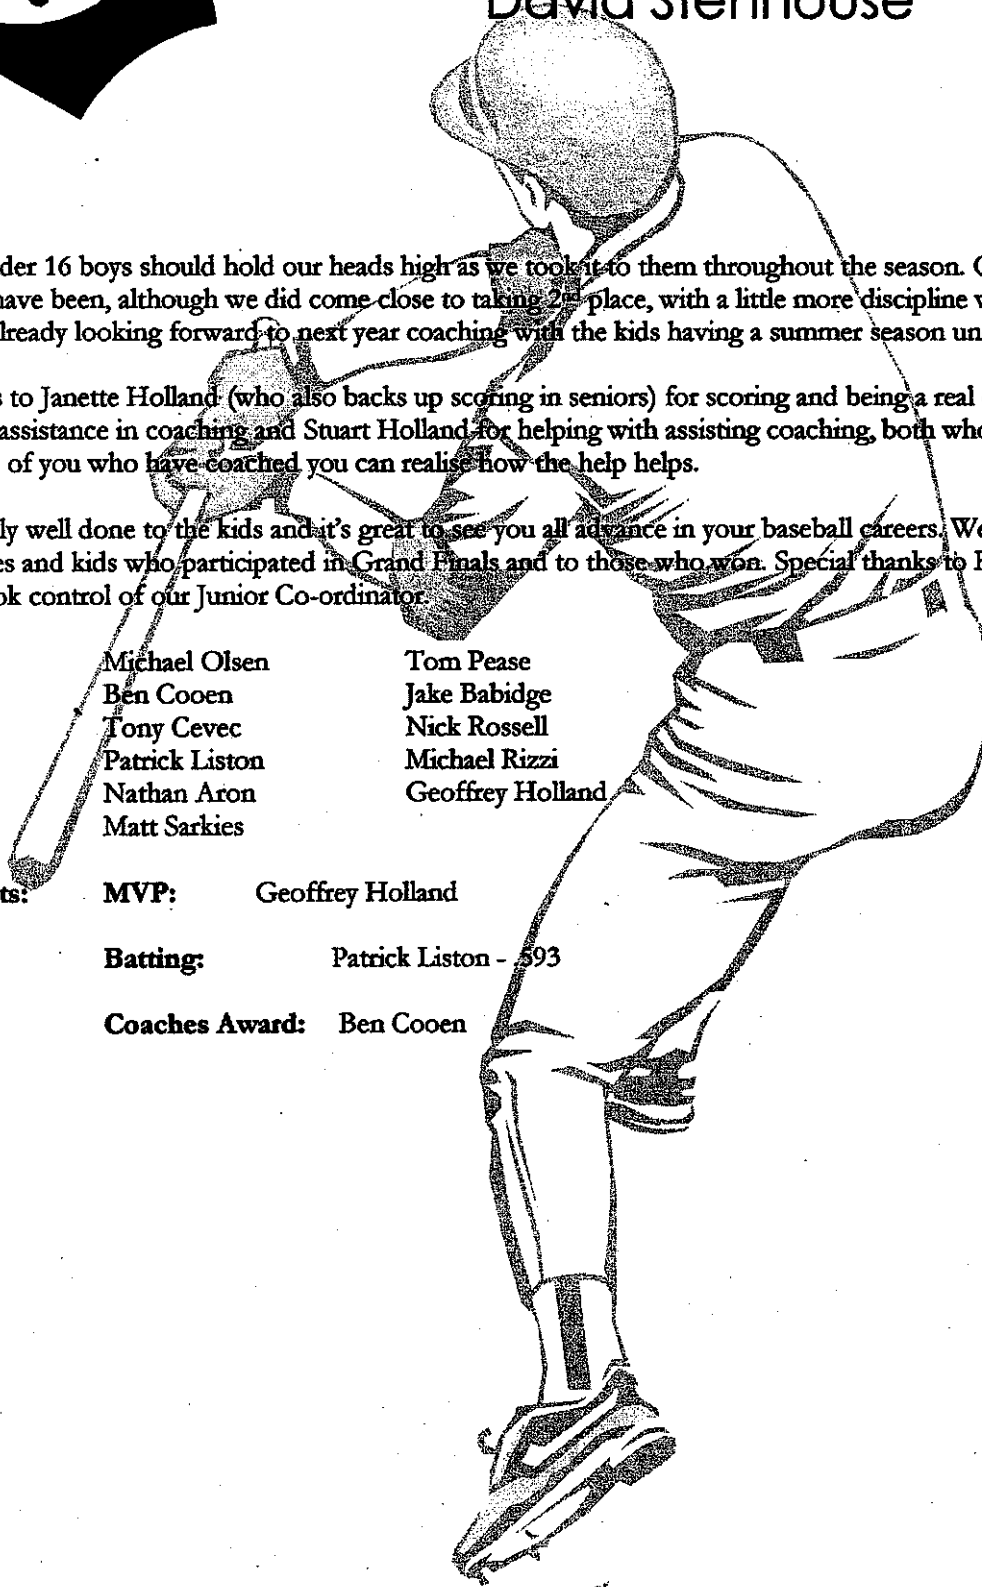 David Stenhouse
der 16 boys should hold our heads high as we took it to them throughout the season.
have been, although we did come close to taking 2nd place, with a little more discipline
lready looking forward to next year coaching with the kids having a summer season un
s to Janette Holland (who also backs up scoring in seniors) for scoring and being a real
assistance in coaching and Stuart Holland for helping with assisting coaching, both who
of you who have coached you can realise how the help helps.
ly well done to the kids and it's great to see you all advance in your baseball careers. We
es and kids who participated in Grand Finals and to those who won. Special thanks to
ok control of our Junior Co-ordinator.
Michael Olsen Tom Pease
Ben Cooen Jake Babidge
Tony Cevec Nick Rossell
Patrick Liston Michael Rizzi
Nathan Aron Geoffrey Holland
Matt Sarkies
ts: MVP: Geoffrey Holland
Batting: Patrick Liston - .593
Coaches Award: Ben Cooen